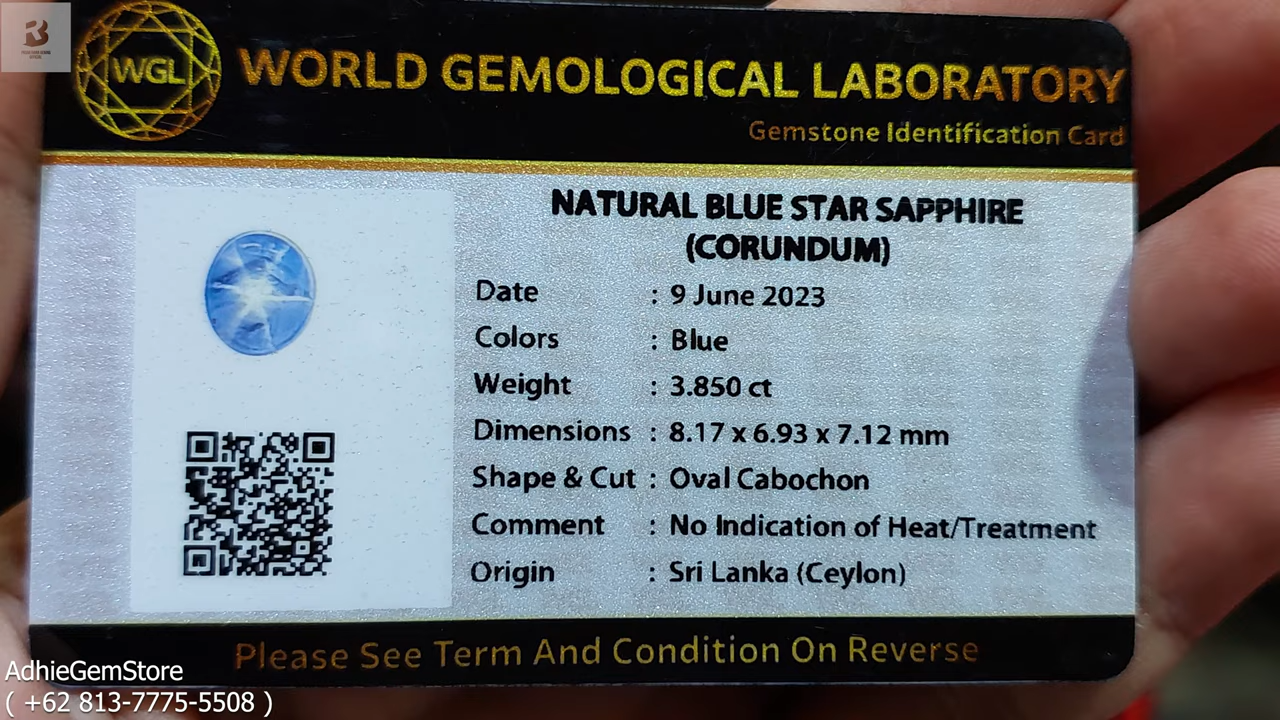 WGL
WORLD GEMOLOGICAL LABORATORY
Gemstone Identification Card
NATURAL BLUE STAR SAPPHIRE
(CORUNDUM)
Date : 9 June 2023
Colors : Blue
Weight : 3.850 ct
Dimensions : 8.17 x 6.93 x 7.12 mm
Shape & Cut : Oval Cabochon
Comment : No Indication of Heat/Treatment
Origin : Sri Lanka (Ceylon)
Please See Term And Condition On Reverse
AdhieGemStore
( +62 813-7775-5508 )